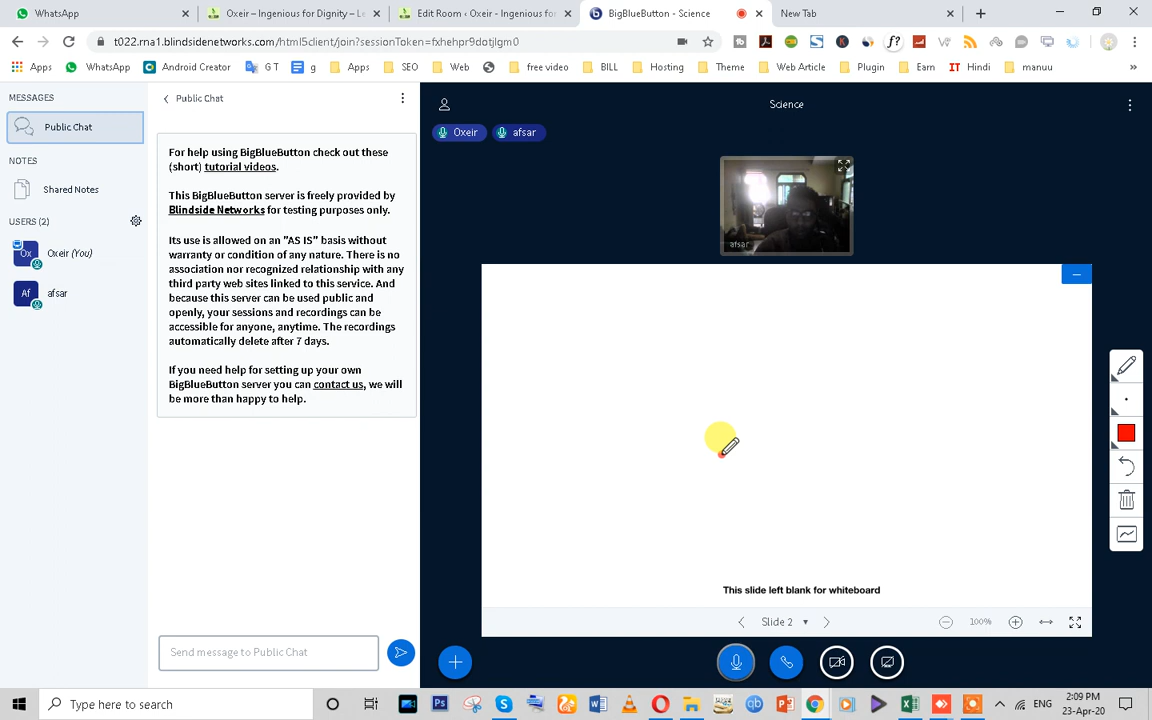 WhatsApp
Oxeir – Ingenious for Dignity – Le
Edit Room ‹ Oxeir - Ingenious for
BigBlueButton - Science
New Tab
t022.rna1.blindsidenetworks.com/html5client/join?sessionToken=fxhehpr9dotjlgm0
Apps
WhatsApp
Android Creator
G T
g
Apps
SEO
Web
free video
BILL
Hosting
Theme
Web Article
Plugin
Earn
IT Hindi
manuu
»
MESSAGES
Public Chat
NOTES
Shared Notes
USERS (2)
Ox
Oxeir (You)
Af
afsar
Public Chat
For help using BigBlueButton check out these
(short) tutorial videos.
This BigBlueButton server is freely provided by
Blindside Networks for testing purposes only.
Its use is allowed on an "AS IS" basis without
warranty or condition of any nature. There is no
association nor recognized relationship with any
third party web sites linked to this service. And
because this server can be used public and
openly, your sessions and recordings can be
accessible for anyone, anytime. The recordings
automatically delete after 7 days.
If you need help for setting up your own
BigBlueButton server you can contact us, we will
be more than happy to help.
Send message to Public Chat
Science
Oxeir
afsar
afsar
This slide left blank for whiteboard
Slide 2
100%
Type here to search
ENG
2:09 PM
23-Apr-20